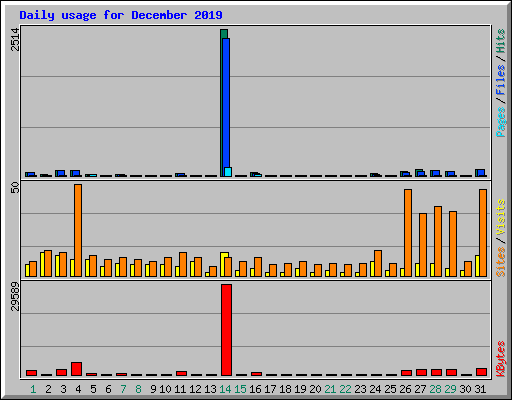 Daily usage for December 2019
2514
Pages / Files / Hits
50
Sites / Visits
29589
KBytes
1 2 3 4 5 6 7 8 9 10 11 12 13 14 15 16 17 18 19 20 21 22 23 24 25 26 27 28 29 30 31